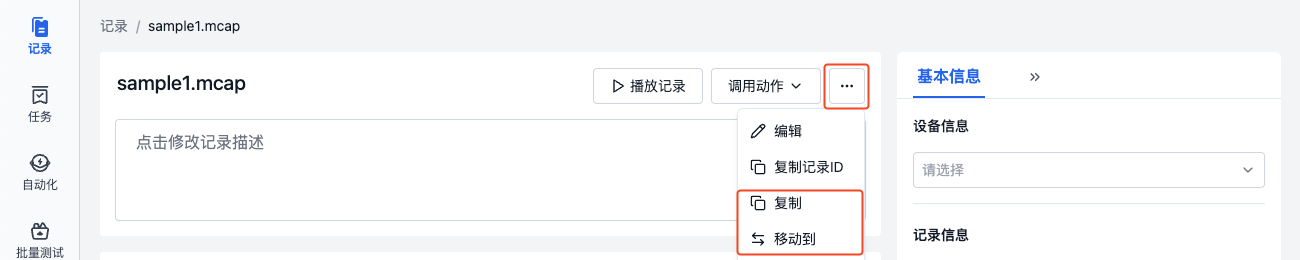 记录
任务
自动化
批量测试
记录 / sample1.mcap
sample1.mcap
播放记录
调用动作
点击修改记录描述
编辑
复制记录ID
复制
移动到
基本信息
设备信息
请选择
记录信息